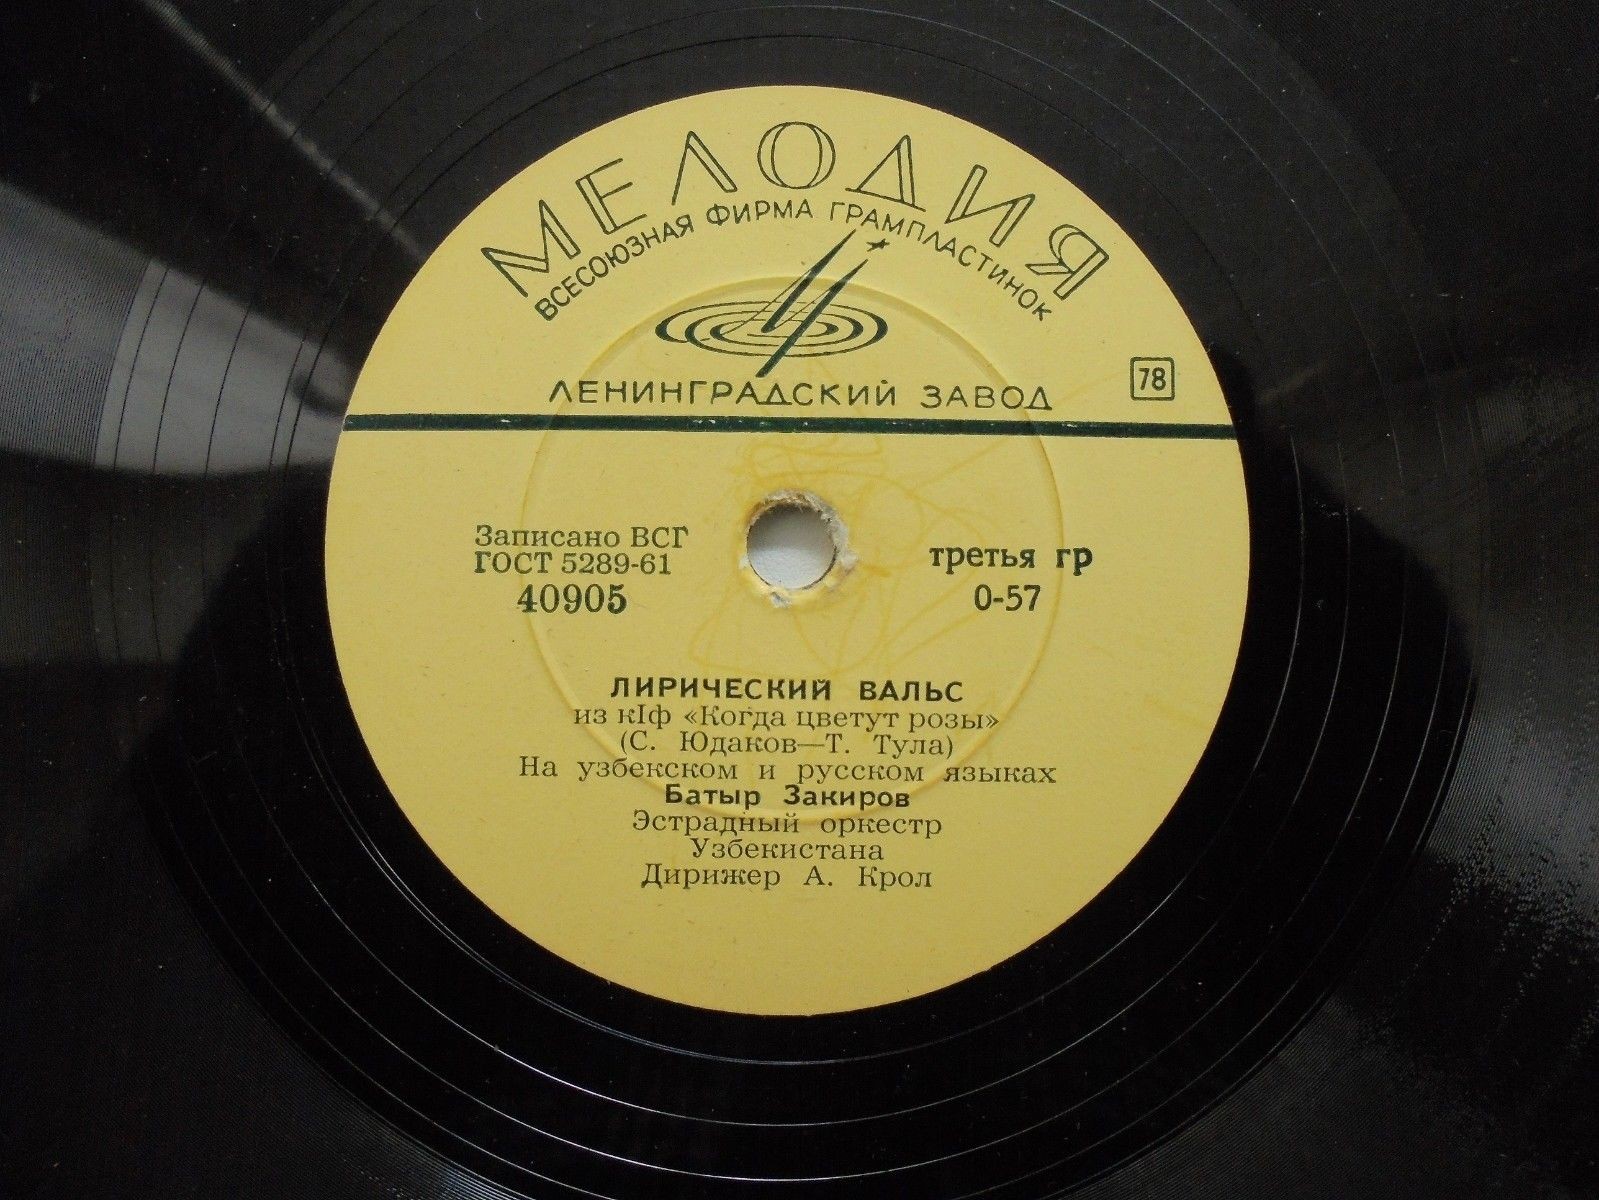 МЕЛОДИЯ
ВСЕСОЮЗНАЯ ФИРМА ГРАМПЛАСТИНОК
ЛЕНИНГРАДСКИЙ ЗАВОД
78
Записано ВСГ
ГОСТ 5289-61
40905
третья гр
0-57
ЛИРИЧЕСКИЙ ВАЛЬС
из кIф «Когда цветут розы»
(С. Юдаков—Т. Тула)
На узбекском и русском языках
Батыр Закиров
Эстрадный оркестр
Узбекистана
Дирижер А. Крол